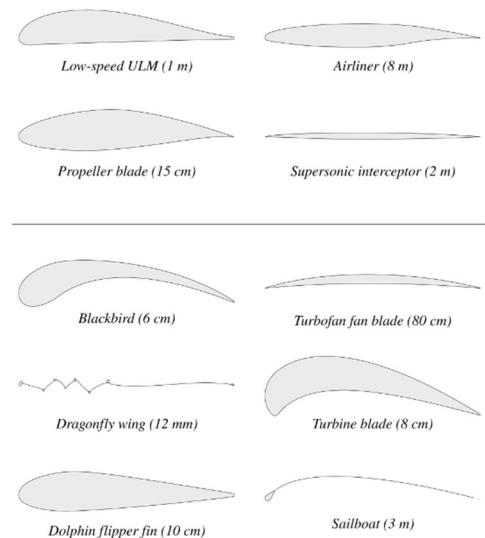 Low-speed ULM (1 m)
Airliner (8 m)
Propeller blade (15 cm)
Supersonic interceptor (2 m)
Blackbird (6 cm)
Turbofan fan blade (80 cm)
Dragonfly wing (12 mm)
Turbine blade (8 cm)
Dolphin flipper fin (10 cm)
Sailboat (3 m)